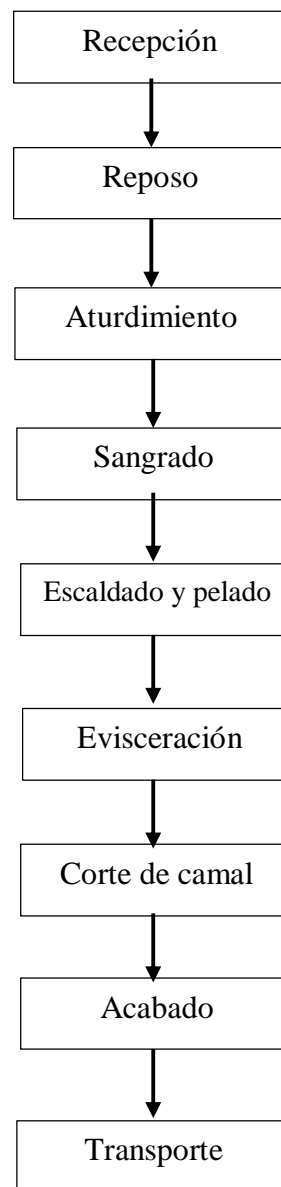 Recepción
Reposo
Aturdimiento
Sangrado
Escaldado y pelado
Evisceración
Corte de camal
Acabado
Transporte